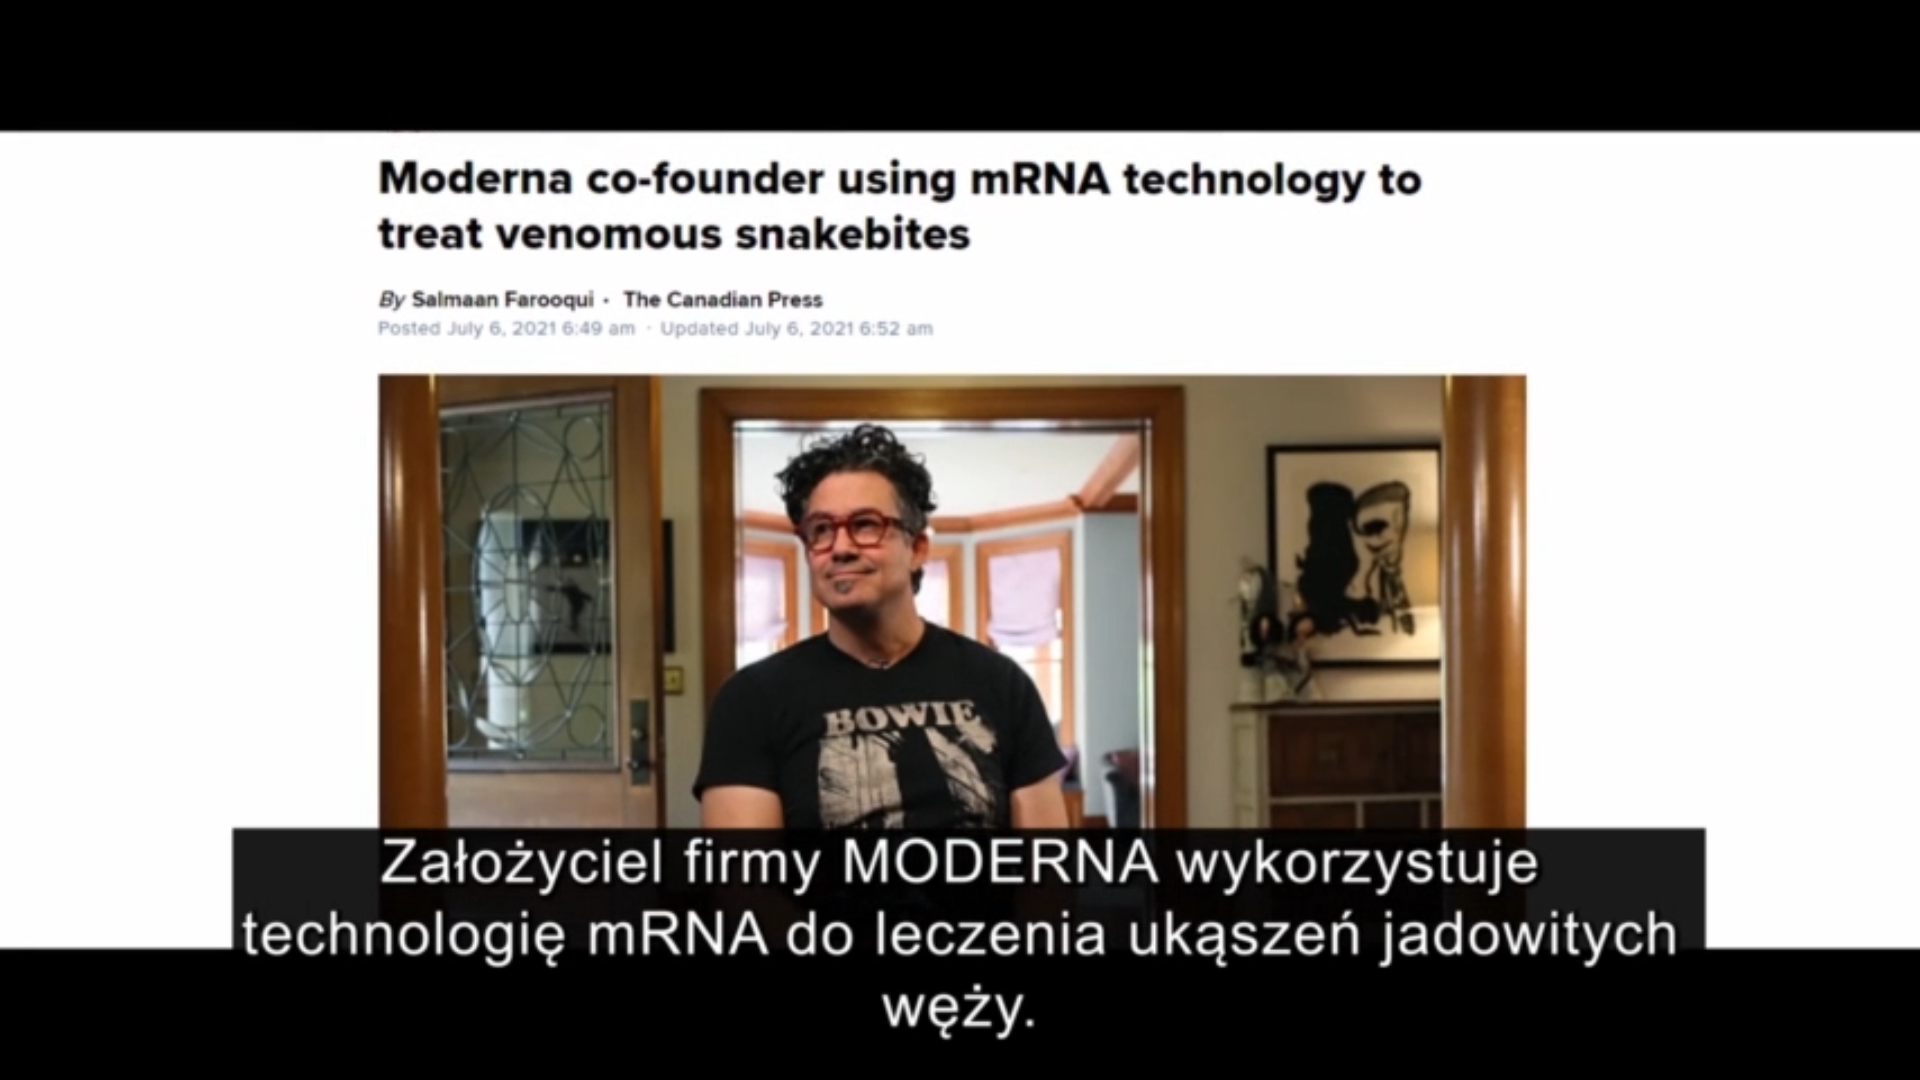 Moderna co-founder using mRNA technology to
treat venomous snakebites
By Salmaan Farooqui · The Canadian Press
Posted July 6, 2021 6:49 am · Updated July 6, 2021 6:52 am
BOWIE
Założyciel firmy MODERNA wykorzystuje
technologię mRNA do leczenia ukąszeń jadowitych
węży.